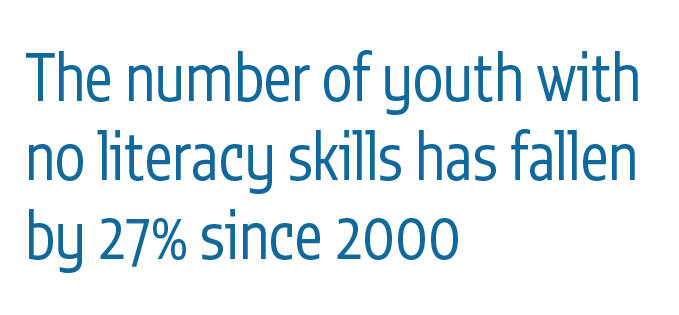 The number of youth with
no literacy skills has fallen
by 27% since 2000